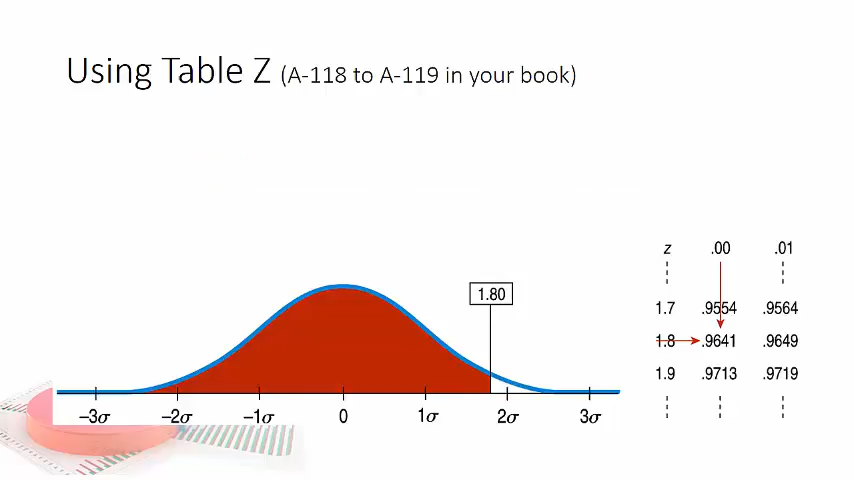 Using Table Z (A-118 to A-119 in your book)
1.80
−3σ −2σ −1σ 0 1σ 2σ 3σ
z .00 .01
1.7 .9554 .9564
1.8 .9641 .9649
1.9 .9713 .9719